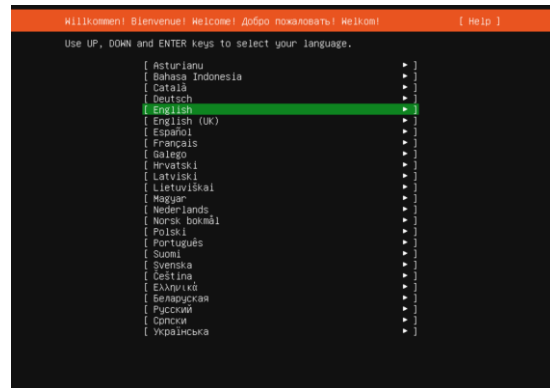 Willkommen! Bienvenue! Welcome! Добро пожаловать! Welkom! [ Help ]
Use UP, DOWN and ENTER keys to select your language.
[ Asturianu ► ]
[ Bahasa Indonesia ► ]
[ Català ► ]
[ Deutsch ► ]
[ English ► ]
[ English (UK) ► ]
[ Español ► ]
[ Français ► ]
[ Galego ► ]
[ Hrvatski ► ]
[ Latviski ► ]
[ Lietuviškai ► ]
[ Magyar ► ]
[ Nederlands ► ]
[ Norsk bokmål ► ]
[ Polski ► ]
[ Português ► ]
[ Suomi ► ]
[ Svenska ► ]
[ Čeština ► ]
[ Ελληνικά ► ]
[ Беларуская ► ]
[ Русский ► ]
[ Српски ► ]
[ Українська ► ]